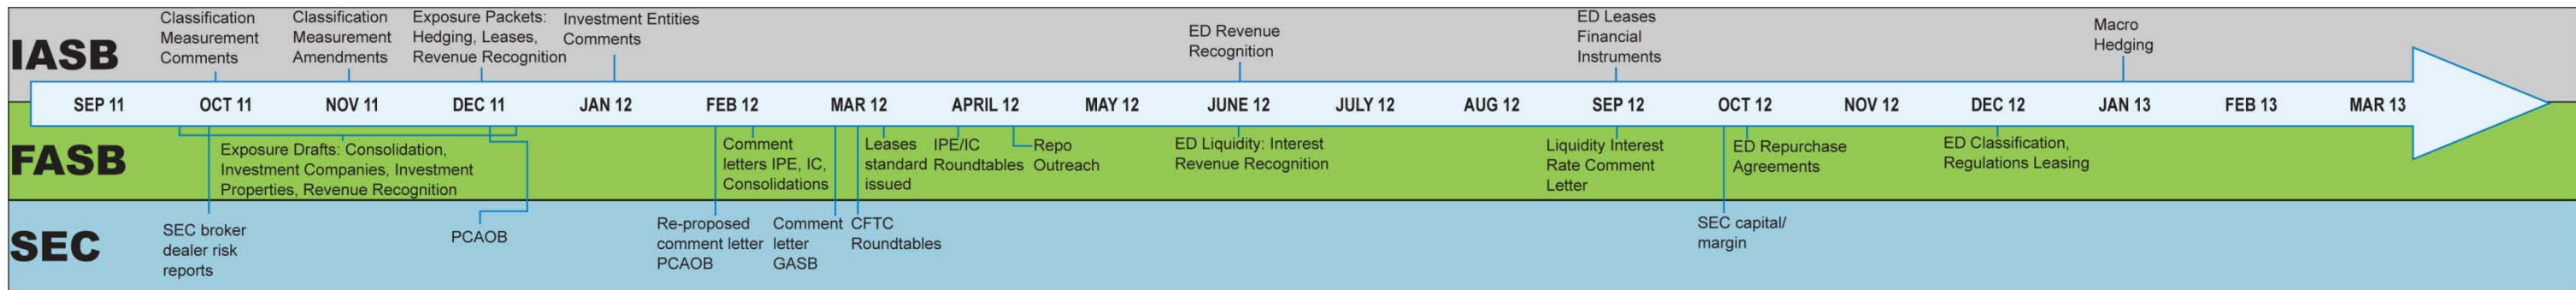 IASB
Classification
Measurement
Comments
Classification
Measurement
Amendments
Exposure Packets:
Hedging, Leases,
Revenue Recognition
Investment Entities
Comments
ED Revenue
Recognition
ED Leases
Financial
Instruments
Macro
Hedging
SEP 11
OCT 11
NOV 11
DEC 11
JAN 12
FEB 12
MAR 12
APRIL 12
MAY 12
JUNE 12
JULY 12
AUG 12
SEP 12
OCT 12
NOV 12
DEC 12
JAN 13
FEB 13
MAR 13
FASB
Exposure Drafts: Consolidation,
Investment Companies, Investment
Properties, Revenue Recognition
Comment
letters IPE, IC,
Consolidations
Leases
standard
issued
IPE/IC
Roundtables
Repo
Outreach
ED Liquidity: Interest
Revenue Recognition
Liquidity Interest
Rate Comment
Letter
ED Repurchase
Agreements
ED Classification,
Regulations Leasing
SEC
SEC broker
dealer risk
reports
PCAOB
Re-proposed
comment letter
PCAOB
Comment
letter
GASB
CFTC
Roundtables
SEC capital/
margin